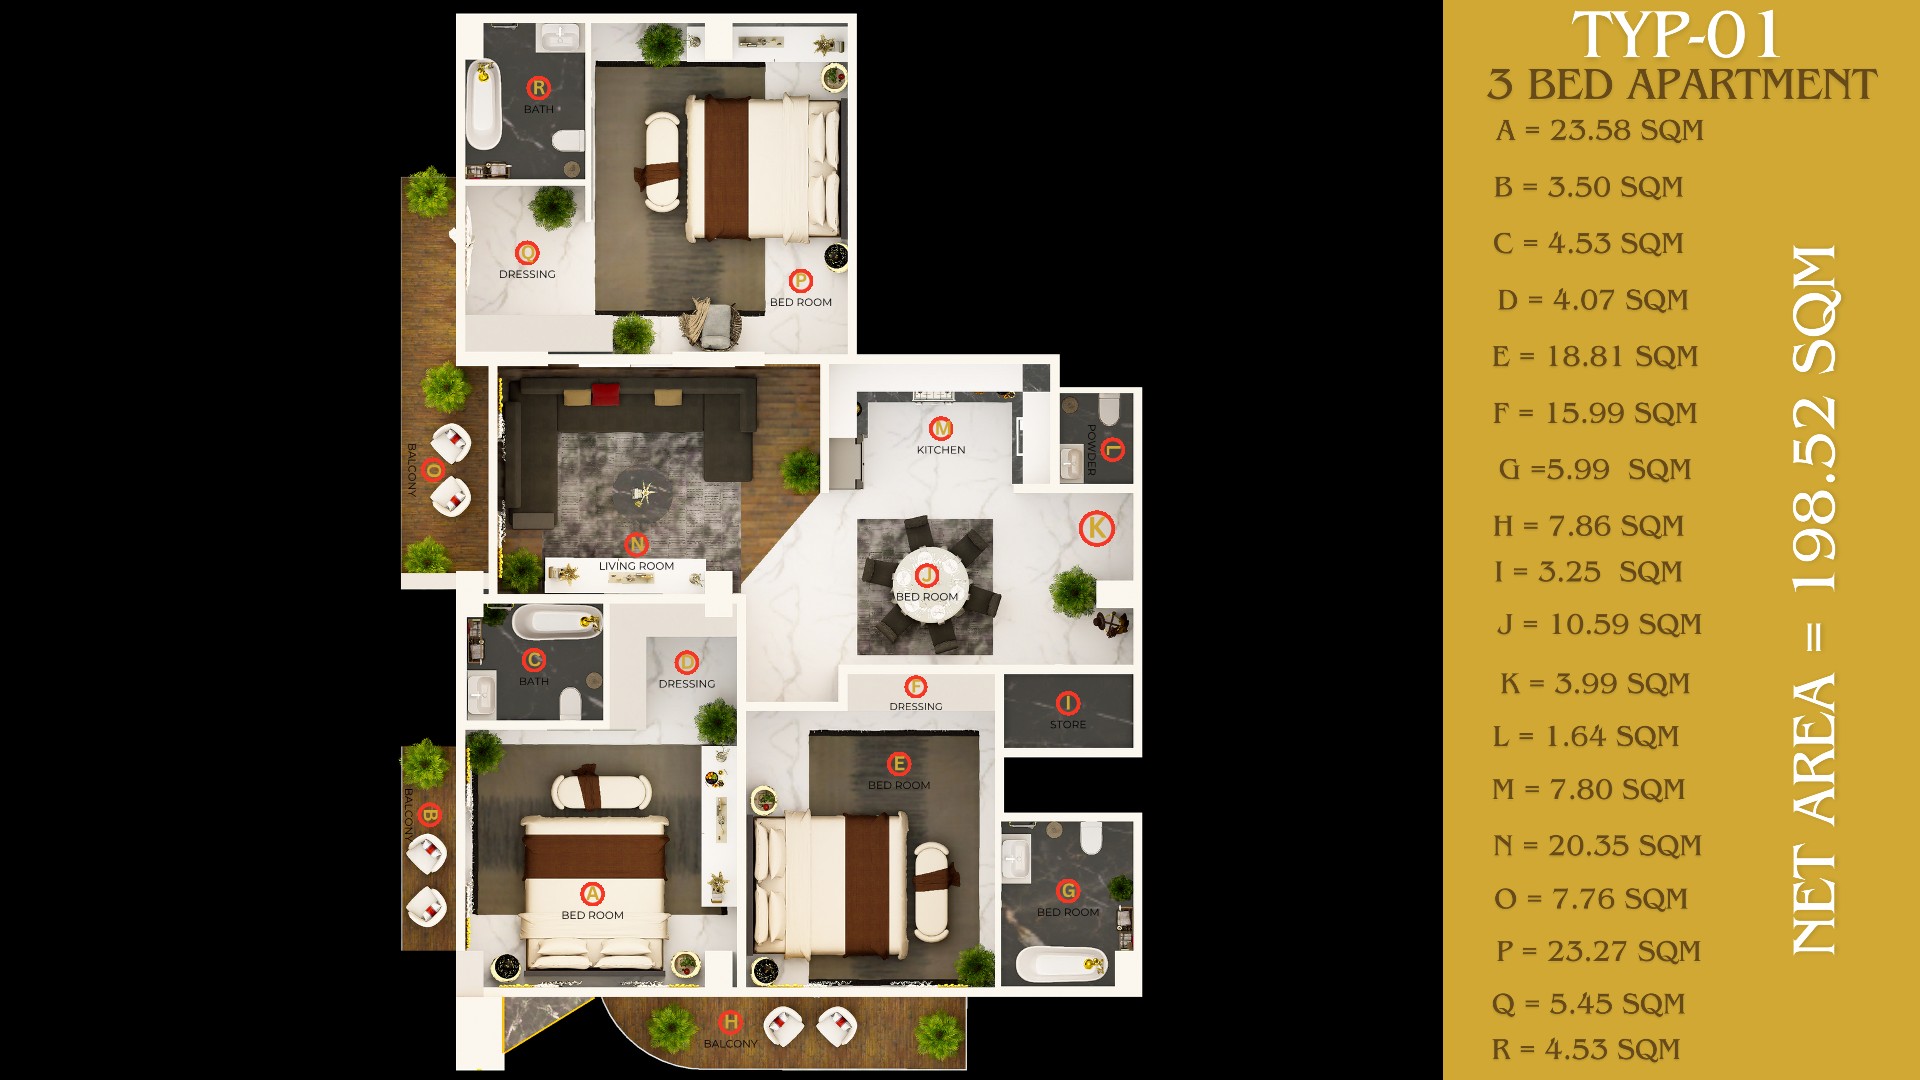 TYP-01
3 BED APARTMENT
A = 23.58 SQM
B = 3.50 SQM
C = 4.53 SQM
D = 4.07 SQM
E = 18.81 SQM
F = 15.99 SQM
G =5.99 SQM
H = 7.86 SQM
I = 3.25 SQM
J = 10.59 SQM
K = 3.99 SQM
L = 1.64 SQM
M = 7.80 SQM
N = 20.35 SQM
O = 7.76 SQM
P = 23.27 SQM
Q = 5.45 SQM
R = 4.53 SQM
NET AREA = 198.52 SQM
R
BATH
Q
DRESSING
P
BED ROOM
O
BALCONY
N
LIVING ROOM
M
KITCHEN
L
POWDER
K
J
BED ROOM
C
BATH
D
DRESSING
F
DRESSING
I
STORE
E
BED ROOM
B
BALCONY
A
BED ROOM
G
BED ROOM
H
BALCONY